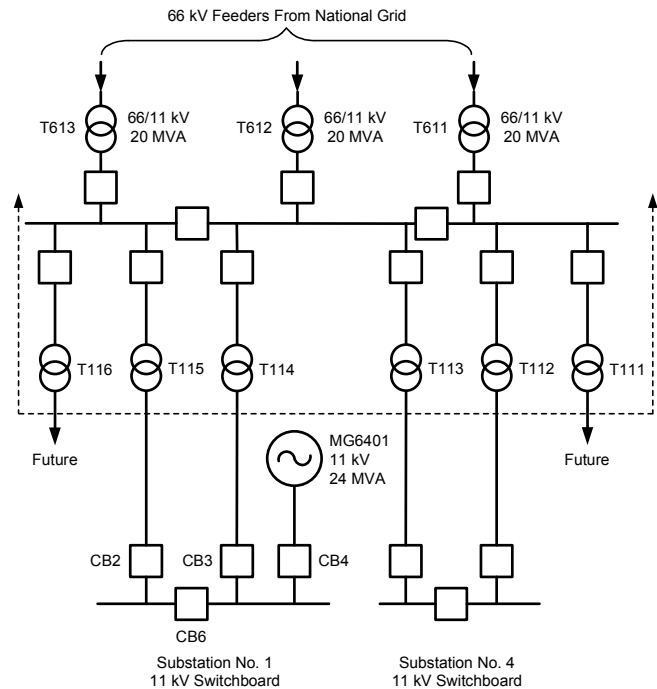 66 kV Feeders From National Grid
T613
66/11 kV
20 MVA
T612
66/11 kV
20 MVA
T611
66/11 kV
20 MVA
T116
T115
T114
T113
T112
T111
Future
MG6401
11 kV
24 MVA
Future
CB2
CB3
CB4
CB6
Substation No. 1
11 kV Switchboard
Substation No. 4
11 kV Switchboard